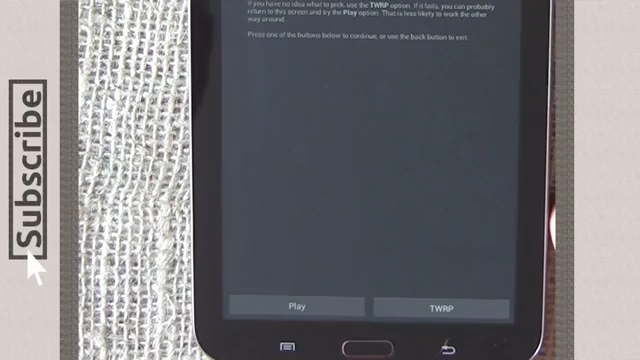 If you have no idea what to pick, use the TWRP option. If it fails, you can probably
return to this screen and try the Play option. That is less likely to work the other
way around.
Press one of the buttons below to continue, or use the back button to exit.
Subscribe
Play
TWRP